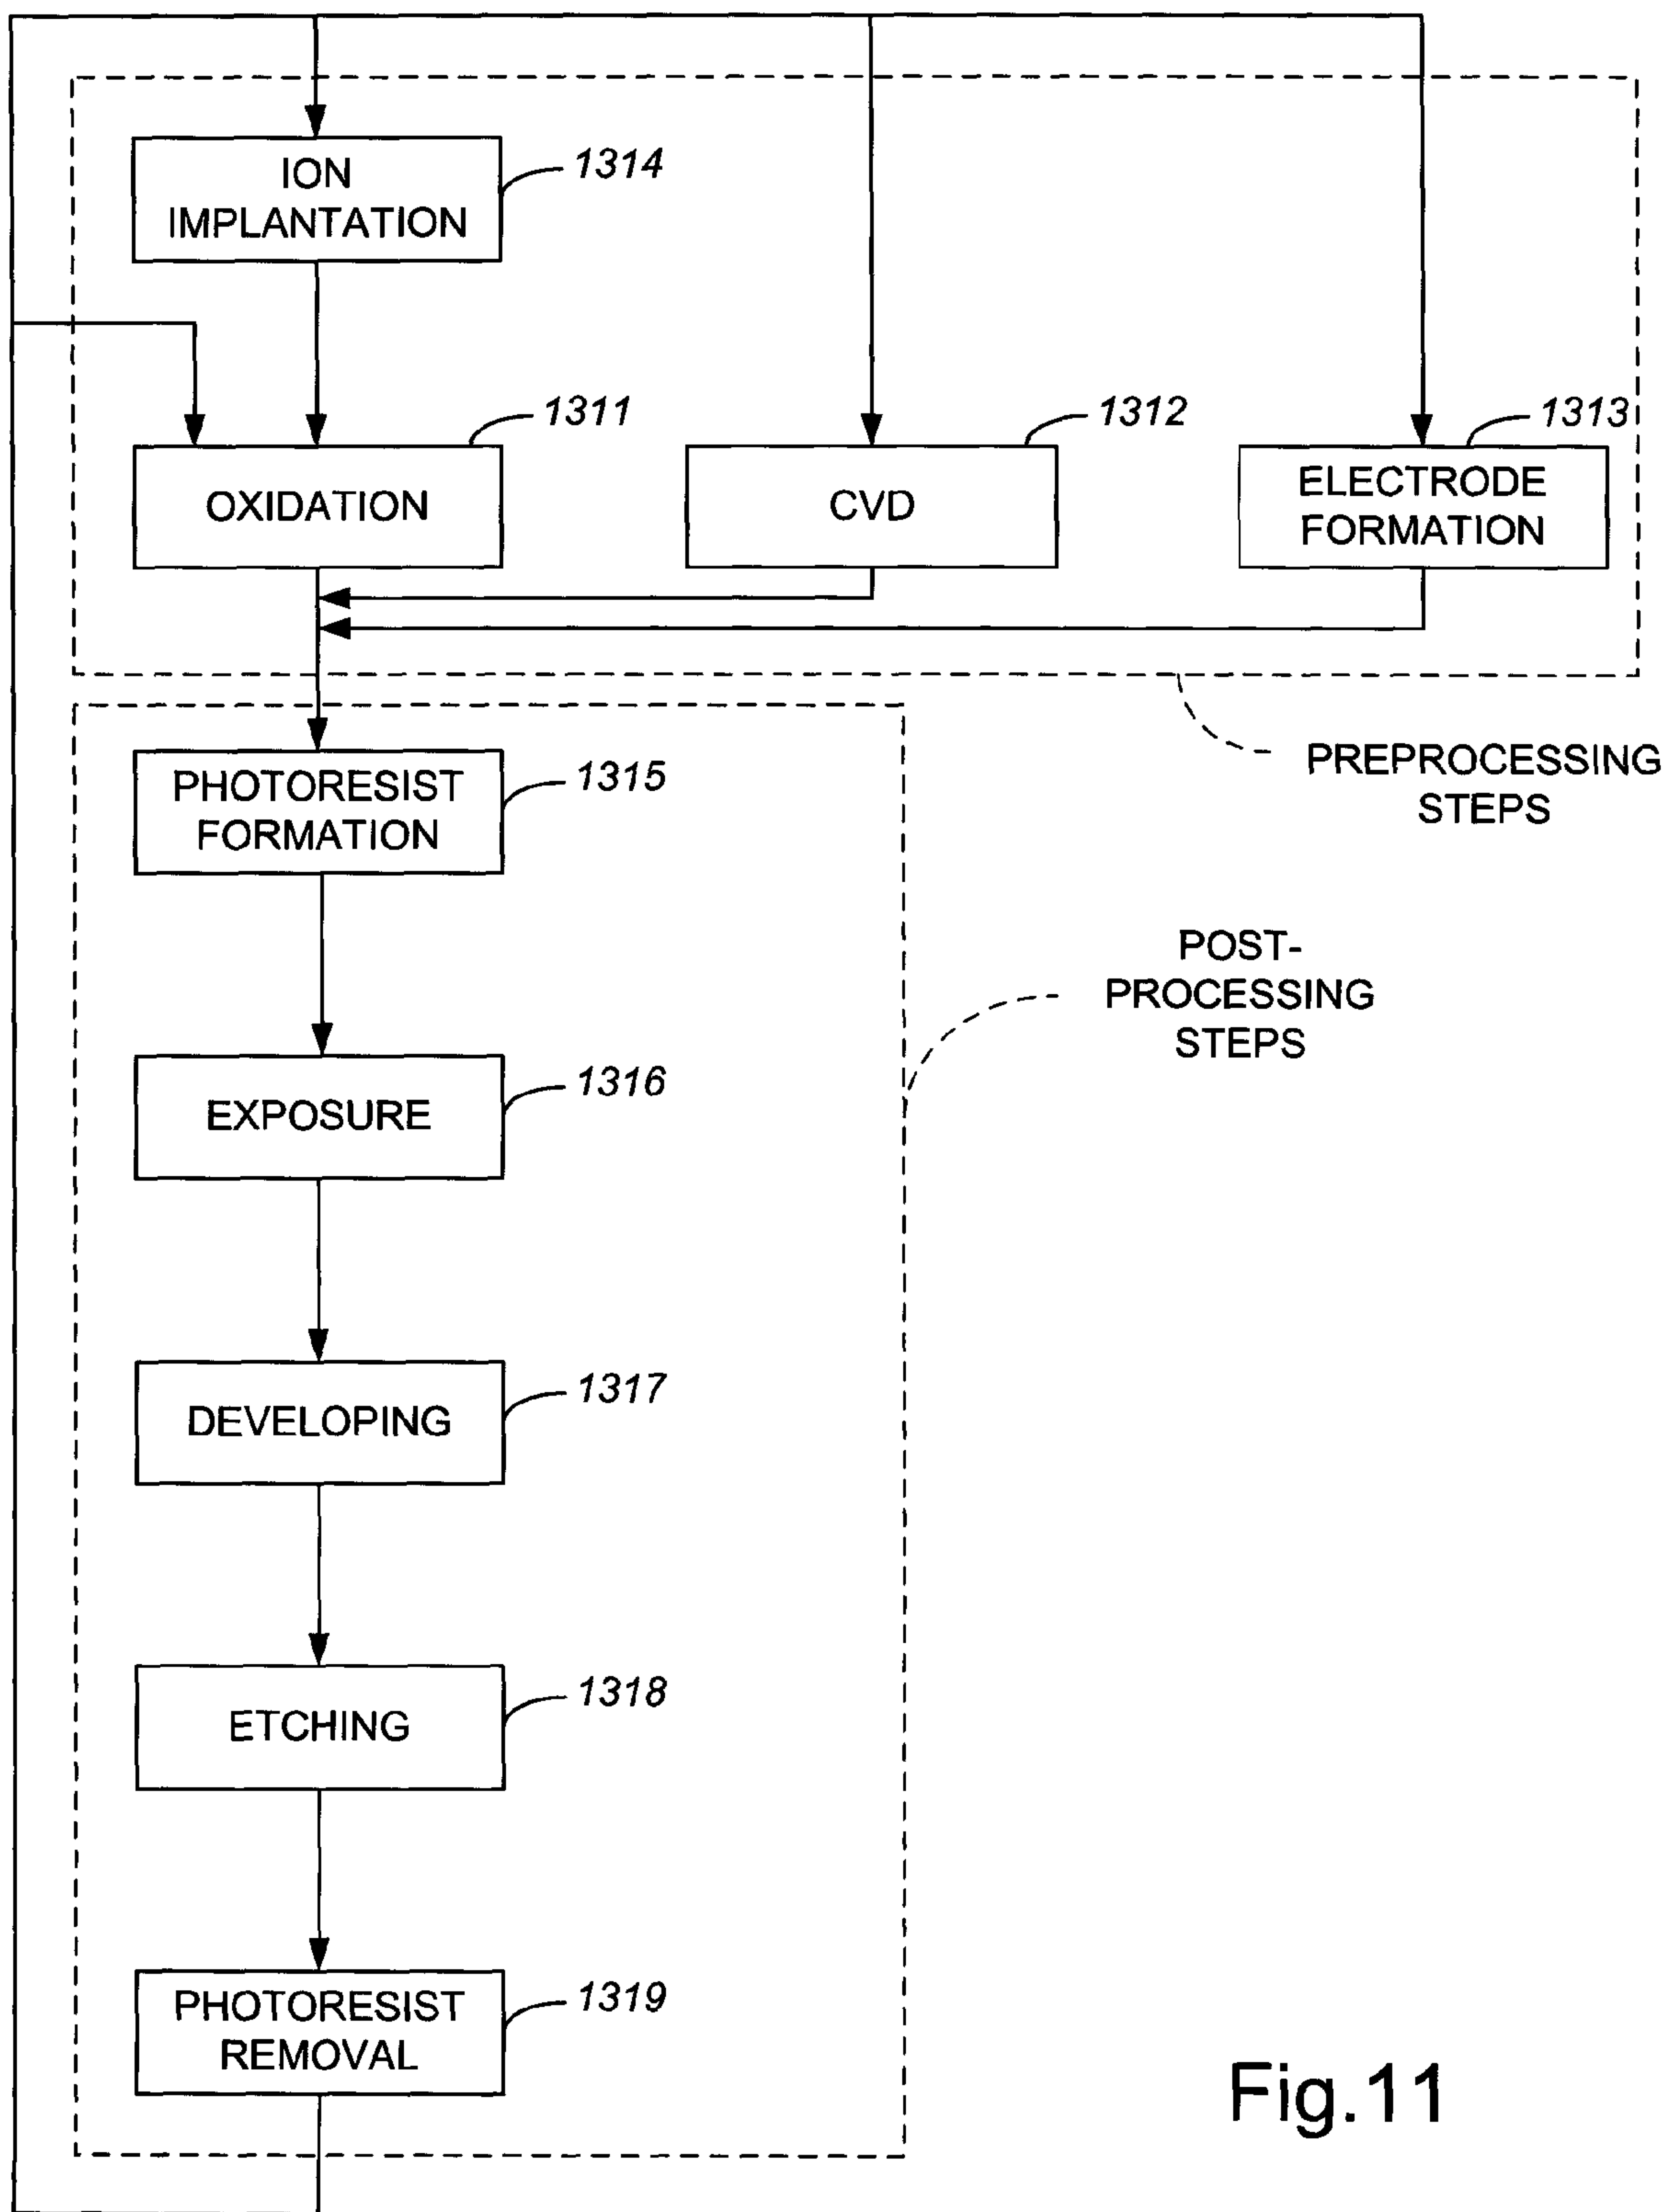 ION
IMPLANTATION
1314
OXIDATION
1311
CVD
1312
ELECTRODE
FORMATION
1313
PREPROCESSING
STEPS
PHOTORESIST
FORMATION
1315
POST-
PROCESSING
STEPS
EXPOSURE
1316
DEVELOPING
1317
ETCHING
1318
PHOTORESIST
REMOVAL
1319
Fig.11